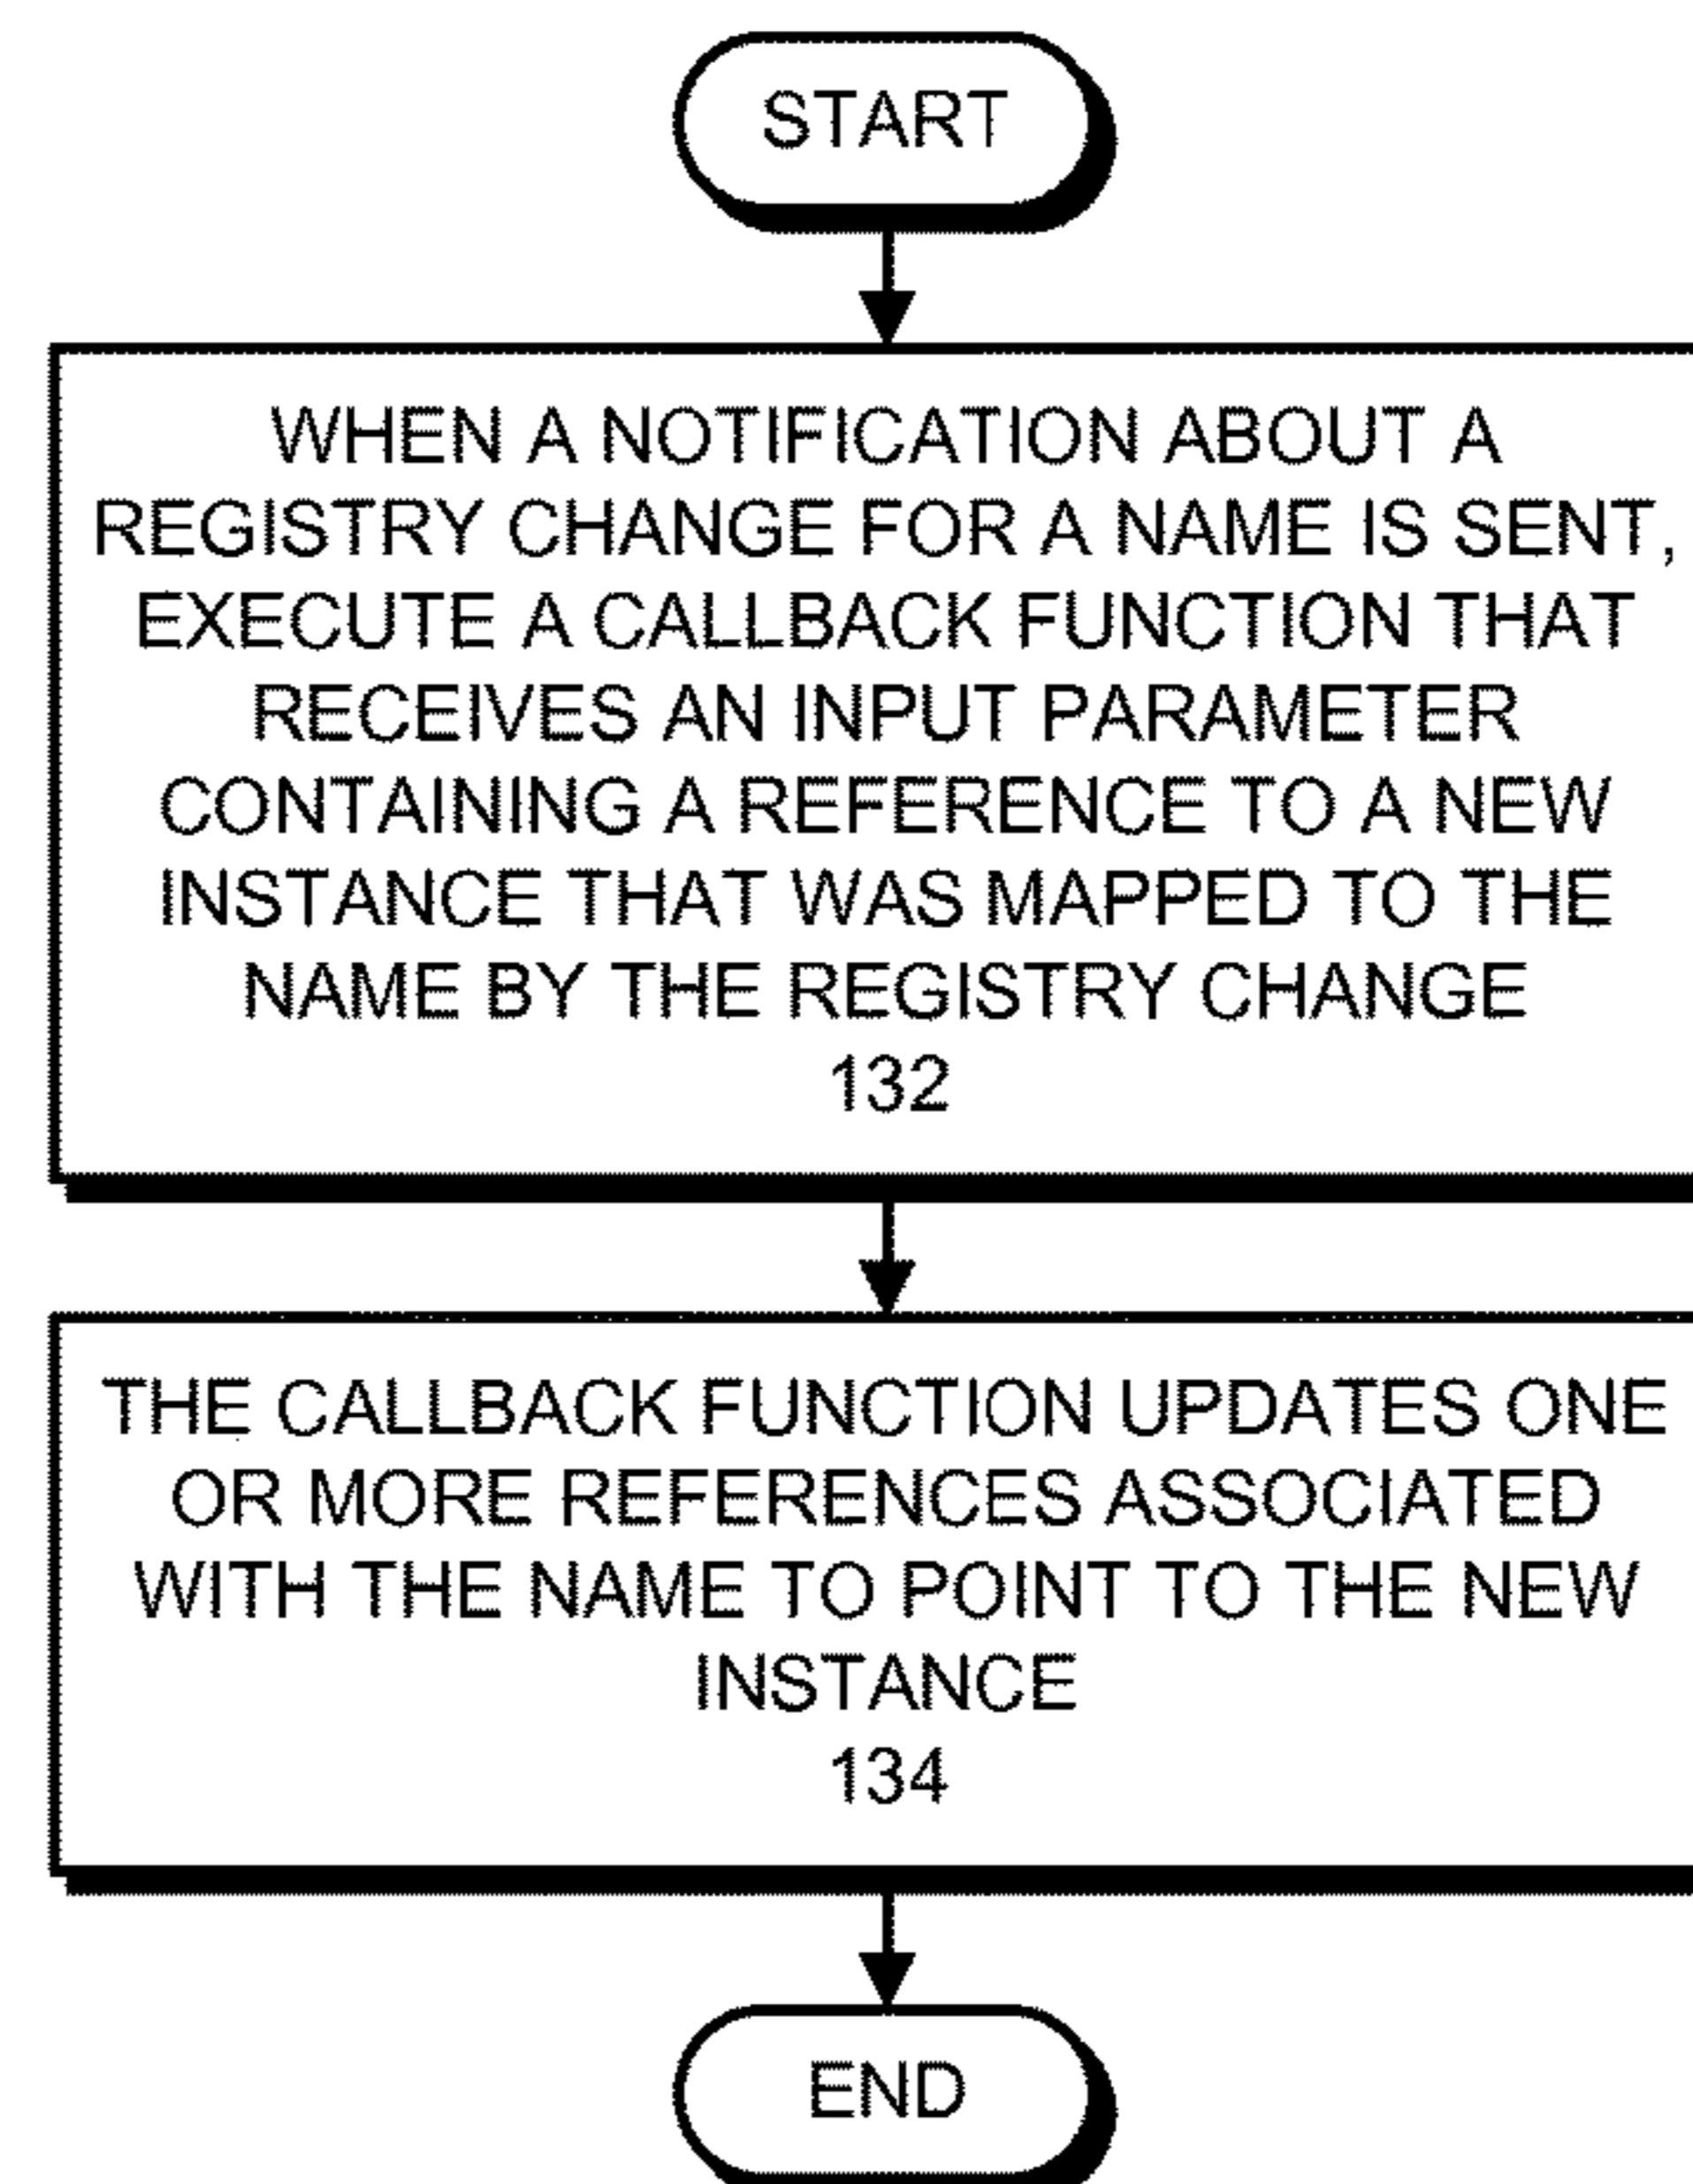 START
WHEN A NOTIFICATION ABOUT A
REGISTRY CHANGE FOR A NAME IS SENT,
EXECUTE A CALLBACK FUNCTION THAT
RECEIVES AN INPUT PARAMETER
CONTAINING A REFERENCE TO A NEW
INSTANCE THAT WAS MAPPED TO THE
NAME BY THE REGISTRY CHANGE
132
THE CALLBACK FUNCTION UPDATES ONE
OR MORE REFERENCES ASSOCIATED
WITH THE NAME TO POINT TO THE NEW
INSTANCE
134
END